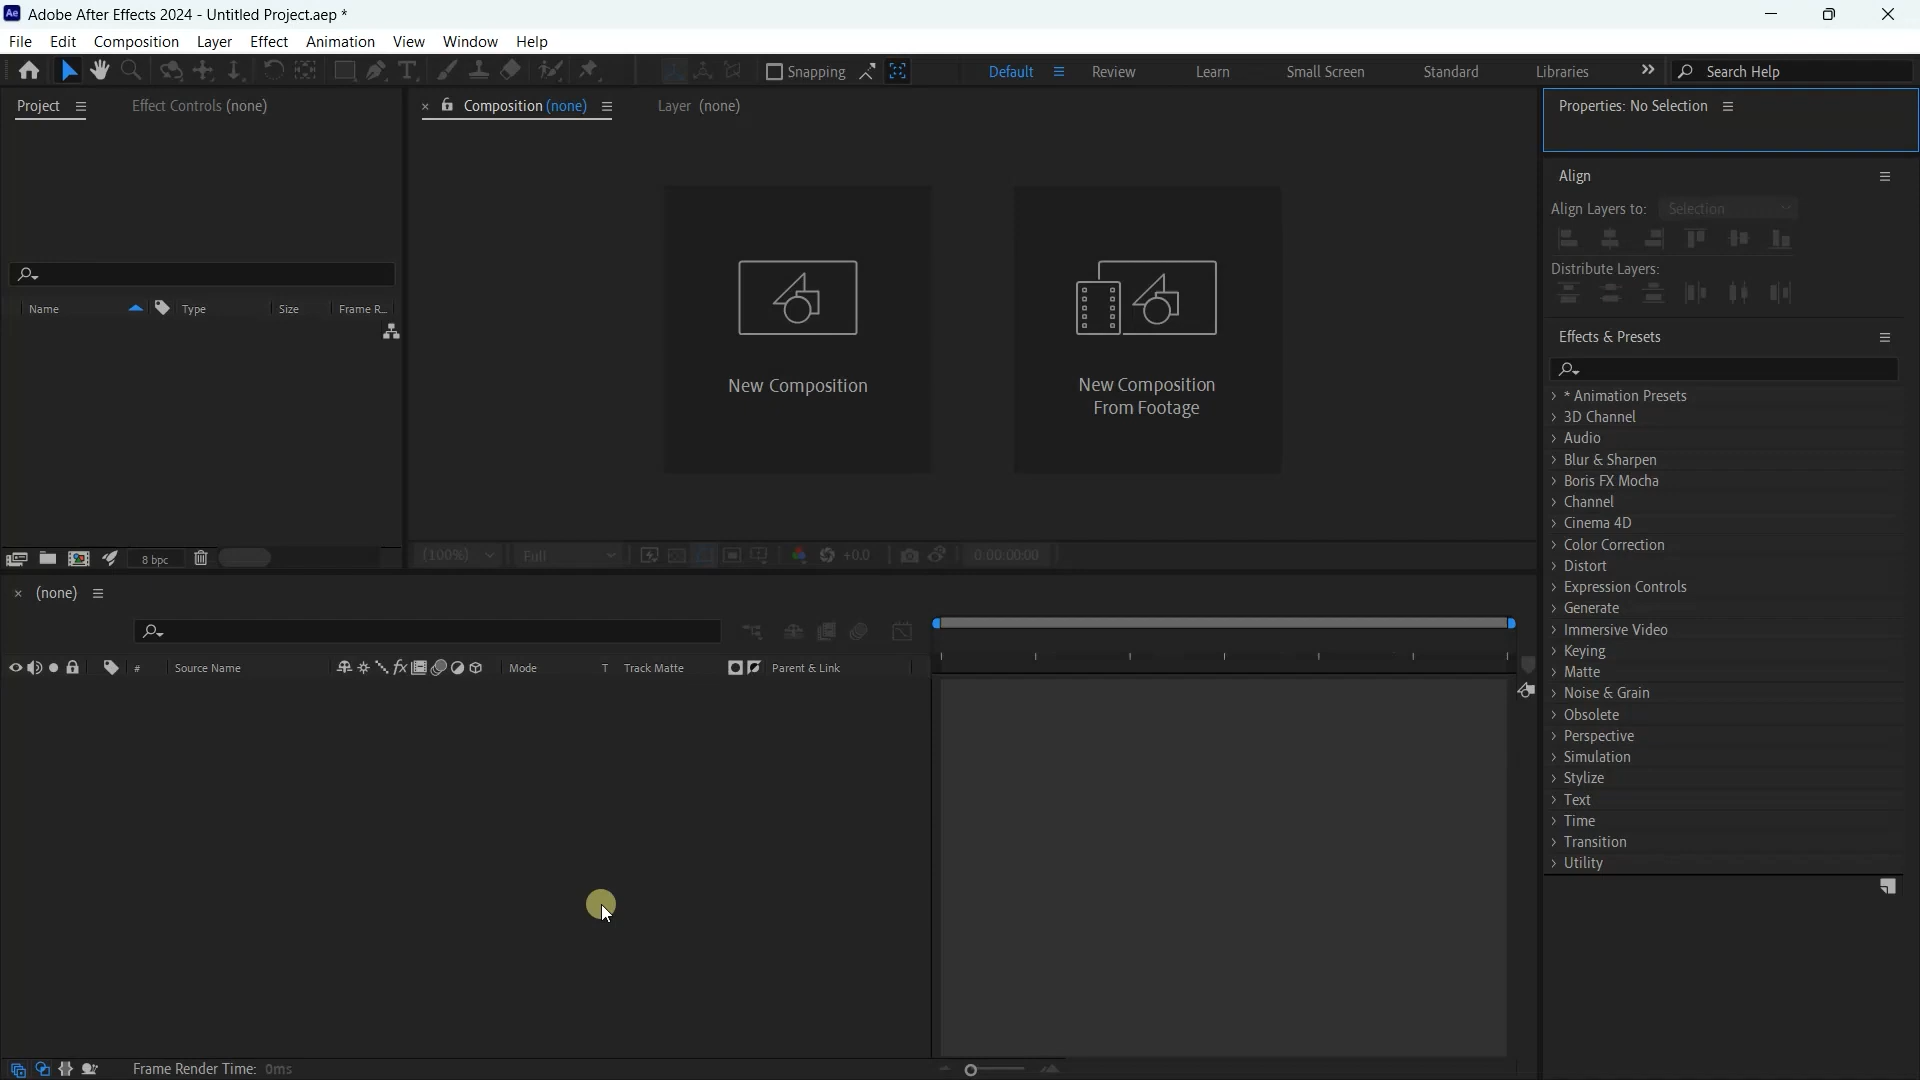 Ae Adobe After Effects 2024 - Untitled Project.aep *
File Edit Composition Layer Effect Animation View Window Help
Snapping Default Review Learn Small Screen Standard Libraries Search Help
Project Effect Controls (none) Composition (none) Layer (none) Properties: No Selection
Align
Align Layers to: Selection
Distribute Layers:
Name Type Size Frame R...
New Composition
New Composition
From Footage
Effects & Presets
* Animation Presets
3D Channel
Audio
Blur & Sharpen
Boris FX Mocha
Channel
Cinema 4D
Color Correction
Distort
Expression Controls
Generate
Immersive Video
Keying
Matte
Noise & Grain
Obsolete
Perspective
Simulation
Stylize
Text
Time
Transition
Utility
8 bpc (100%) Full +0.0 0:00:00:00
(none)
# Source Name fx Mode T Track Matte Parent & Link
Frame Render Time: 0ms